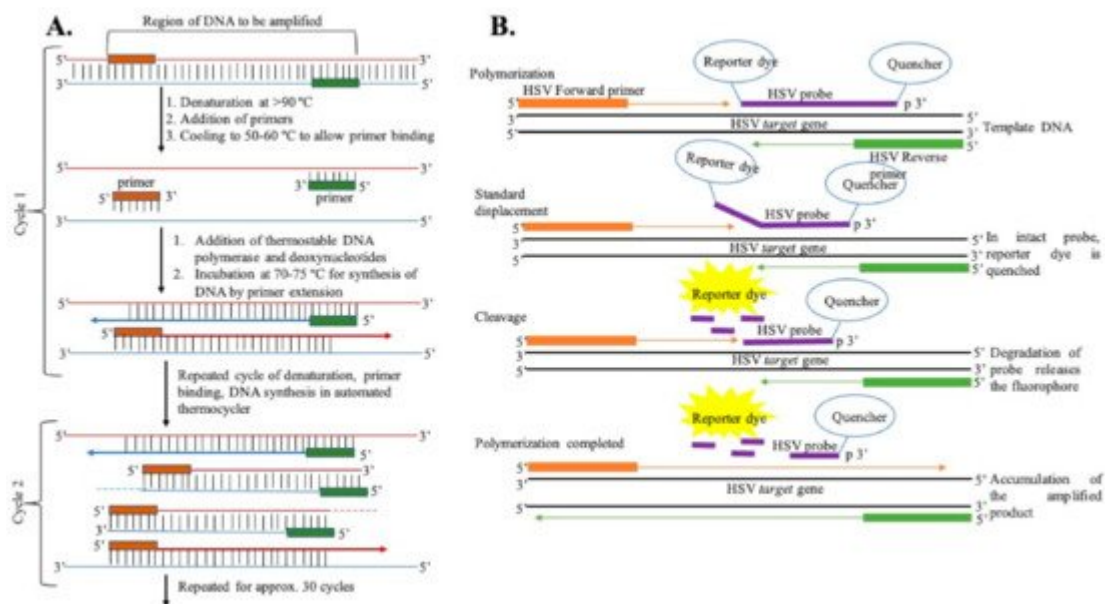 A.
Region of DNA to be amplified
5'
3'
3'
5'
1. Denaturation at >90 ºC
2. Addition of primers
3. Cooling to 50-60 ºC to allow primer binding
5'
3'
primer
5'
3'
3'
5'
primer
3'
5'
Cycle 1
1. Addition of thermostable DNA
polymerase and deoxynucleotides
2. Incubation at 70-75 ºC for synthesis of
DNA by primer extension
5'
3'
5'
5'
3'
5'
Repeated cycle of denaturation, primer
binding, DNA synthesis in automated
thermocycler
Cycle 2
5'
3'
5'
5'
3'
5'
5'
3'
5'
5'
3'
5'
Repeated for approx. 30 cycles
B.
Reporter dye
Quencher
Polymerization
HSV Forward primer
HSV probe
5'
p 3'
3'
5'
HSV target gene
Template DNA
5'
3'
5'
HSV Reverse
primer
Reporter dye
Quencher
Standard
displacement
HSV probe
5'
p 3'
3'
5'
HSV target gene
5'
3'
5'
In intact probe,
reporter dye is
quenched
Reporter dye
Quencher
Cleavage
HSV probe
5'
p 3'
3'
5'
HSV target gene
5'
3'
5'
Degradation of
probe releases
the fluorophore
Reporter dye
Quencher
Polymerization completed
HSV probe
p 3'
5'
3'
5'
HSV target gene
5'
3'
5'
Accumulation of
the amplified
product